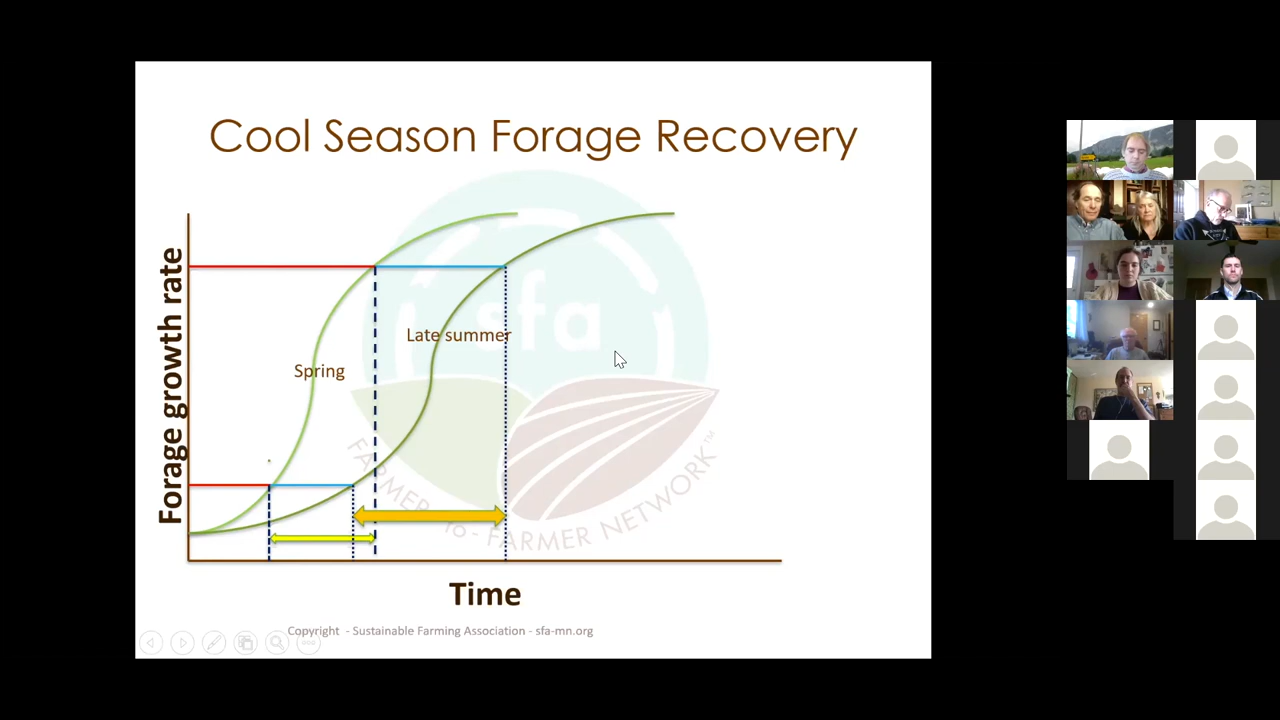 Cool Season Forage Recovery
Forage growth rate
Late summer
Spring
sfa
FARMER - to - FARMER NETWORK™
Time
Copyright - Sustainable Farming Association - sfa-mn.org